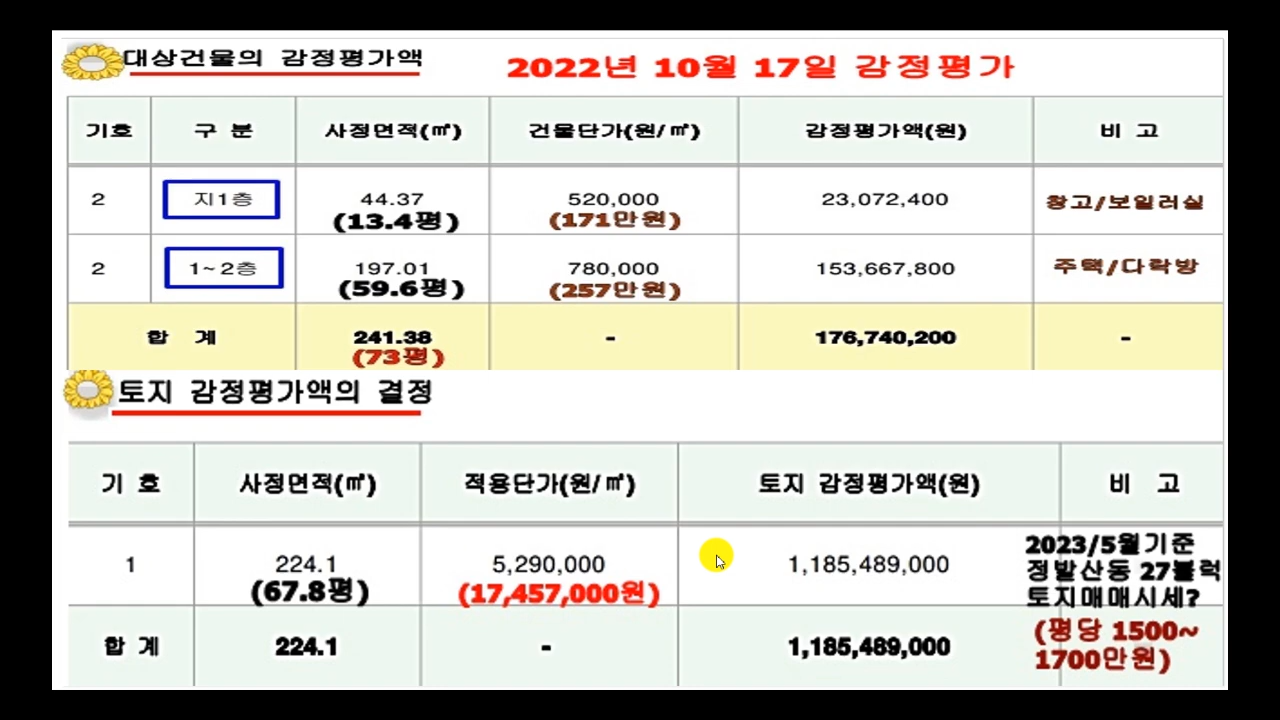 대상건물의 감정평가액
2022년 10월 17일 감정평가
기호 구 분 사정면적(㎡) 건물단가(원/㎡) 감정평가액(원) 비 고
2 지1층 44.37 520,000 23,072,400 창고/보일러실
(13.4평) (171만원)
2 1~2층 197.01 780,000 153,667,800 주택/다락방
(59.6평) (257만원)
합 계 241.38 - 176,740,200 -
(73평)
토지 감정평가액의 결정
기 호 사정면적(㎡) 적용단가(원/㎡) 토지 감정평가액(원) 비 고
1 224.1 5,290,000 1,185,489,000
(67.8평) (17,457,000원)
2023/5월기준
정발산동 27블럭
토지매매시세?
합 계 224.1 - 1,185,489,000
(평당 1500~
1700만원)